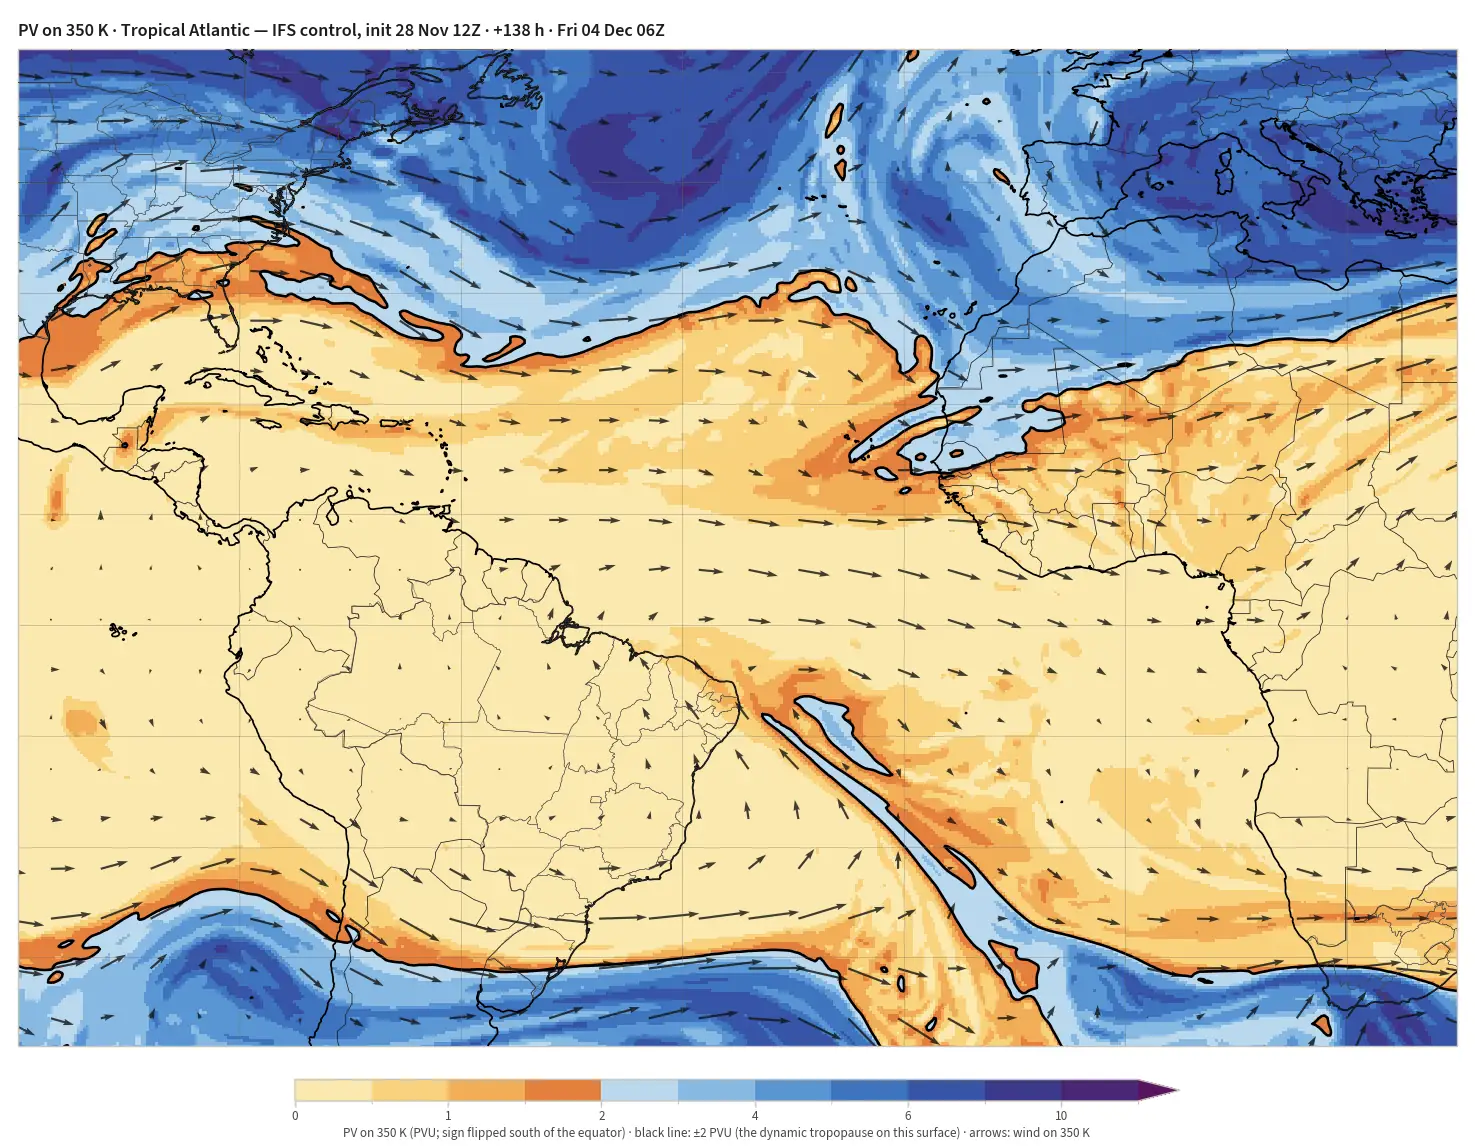 PV on 350 K · Tropical Atlantic — IFS control, init 28 Nov 12Z · +138 h · Fri 04 Dec 06Z
0 1 2 4 6 10
PV on 350 K (PVU; sign flipped south of the equator) · black line: ±2 PVU (the dynamic tropopause on this surface) · arrows: wind on 350 K